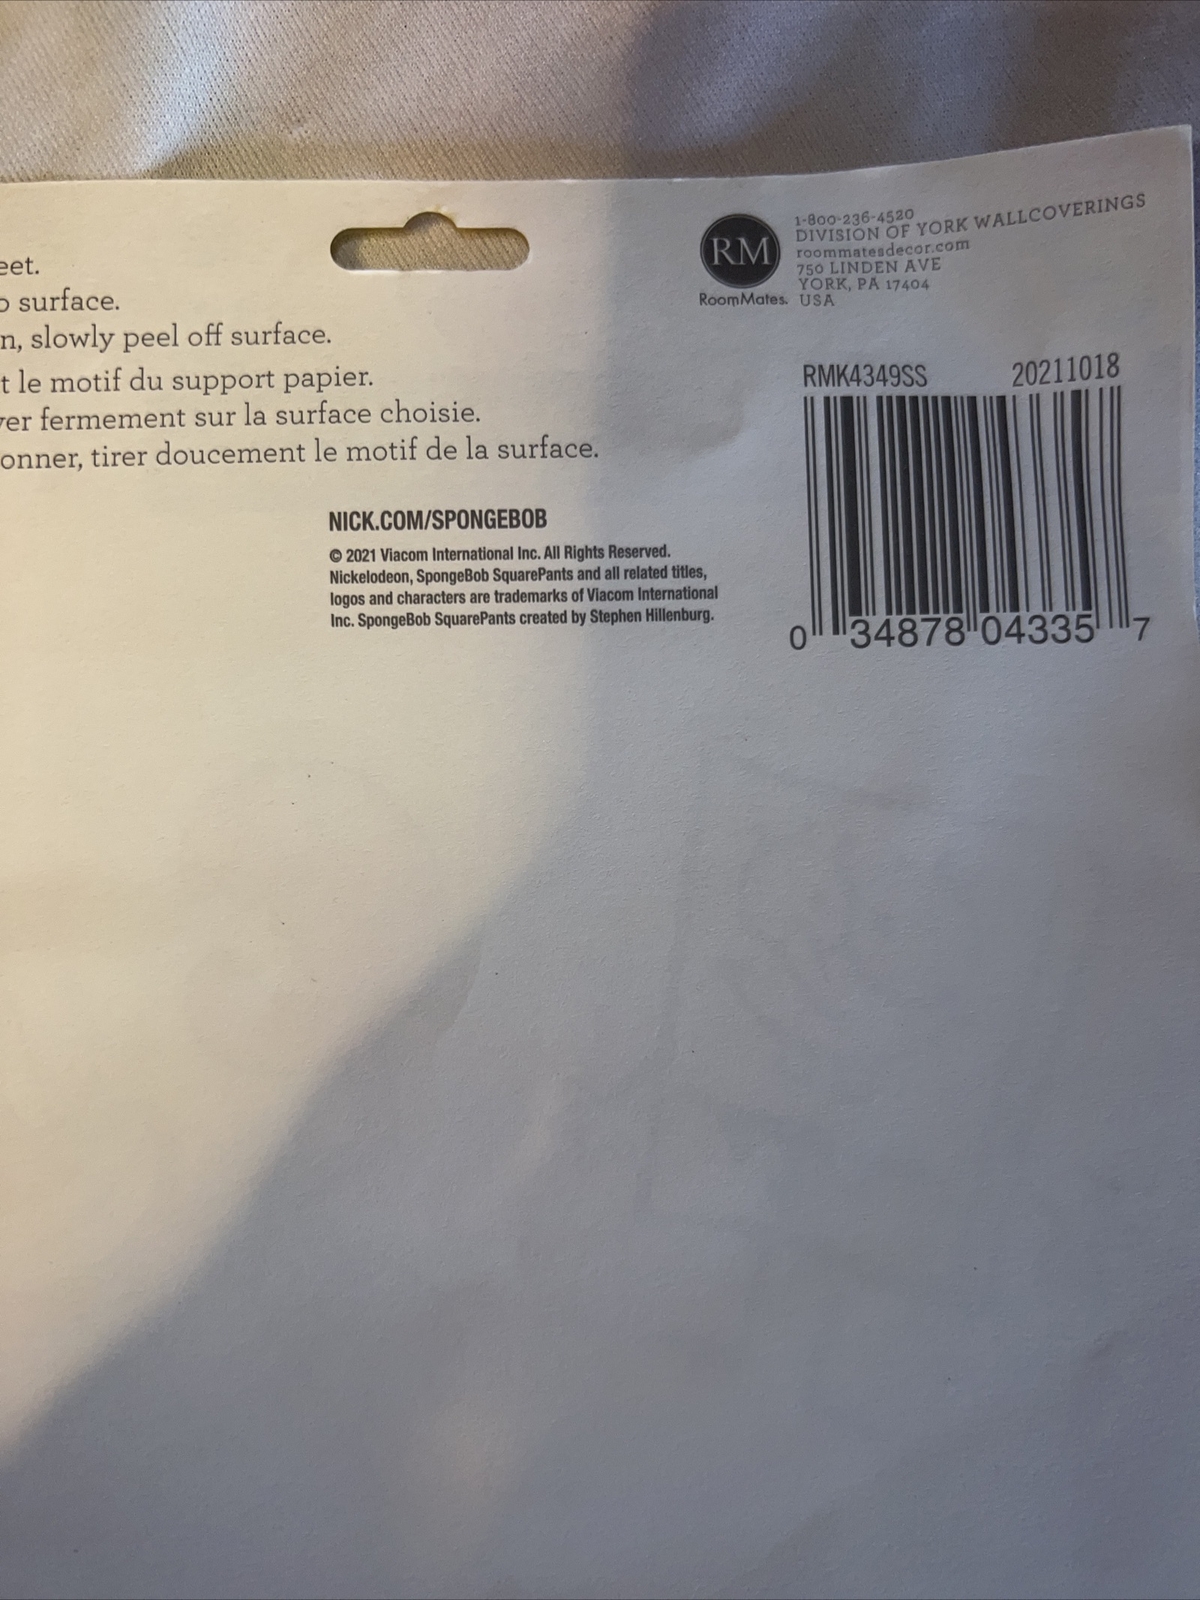 eet.
o surface.
n, slowly peel off surface.
t le motif du support papier.
yer fermement sur la surface choisie.
onner, tirer doucement le motif de la surface.
RM
RoomMates.
1-800-236-4520
DIVISION OF YORK WALLCOVERINGS
roommatesdecor.com
750 LINDEN AVE
YORK, PA 17404
USA
RMK4349SS 20211018
0 34878 04335 7
NICK.COM/SPONGEBOB
© 2021 Viacom International Inc. All Rights Reserved.
Nickelodeon, SpongeBob SquarePants and all related titles,
logos and characters are trademarks of Viacom International
Inc. SpongeBob SquarePants created by Stephen Hillenburg.